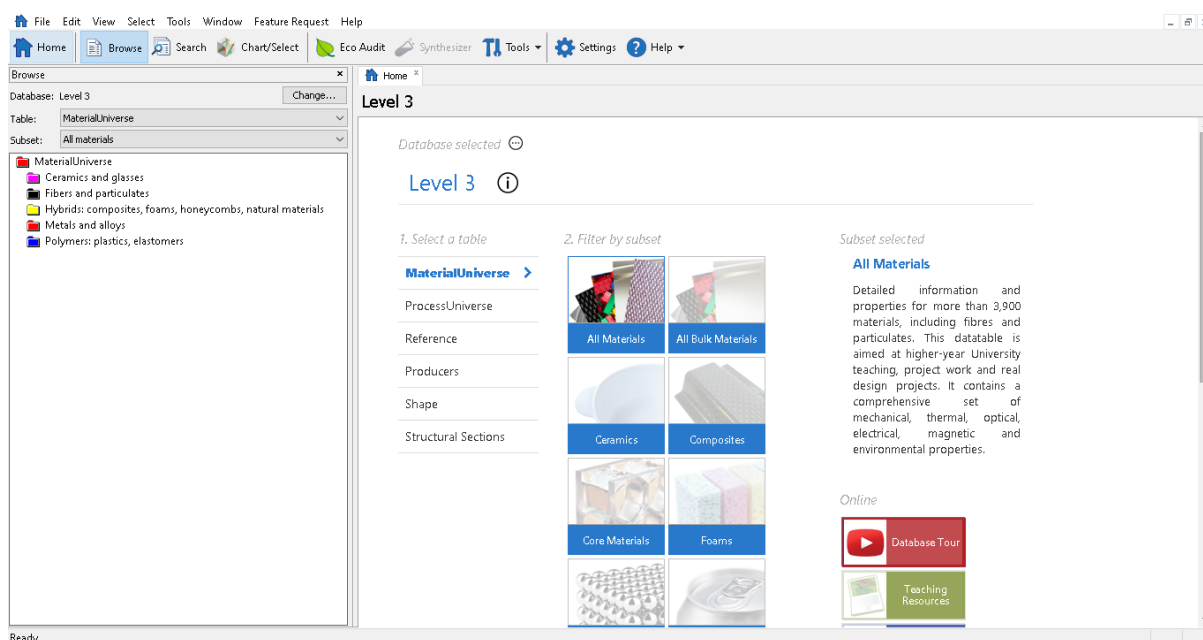 File Edit View Select Tools Window Feature Request Help
Home Browse Search Chart/Select Eco Audit Synthesizer Tools Settings Help
Browse
Database: Level 3 Change...
Table: MaterialUniverse
Subset: All materials
MaterialUniverse
Ceramics and glasses
Fibers and particulates
Hybrids: composites, foams, honeycombs, natural materials
Metals and alloys
Polymers: plastics, elastomers
Home
Level 3
Database selected
Level 3
1. Select a table
MaterialUniverse
ProcessUniverse
Reference
Producers
Shape
Structural Sections
2. Filter by subset
All Materials
All Bulk Materials
Ceramics
Composites
Core Materials
Foams
Subset selected
All Materials
Detailed information and
properties for more than 3,900
materials, including fibres and
particulates. This datatable is
aimed at higher-year University
teaching, project work and real
design projects. It contains a
comprehensive set of
mechanical, thermal, optical,
electrical, magnetic and
environmental properties.
Online
Database Tour
Teaching
Resources
Ready